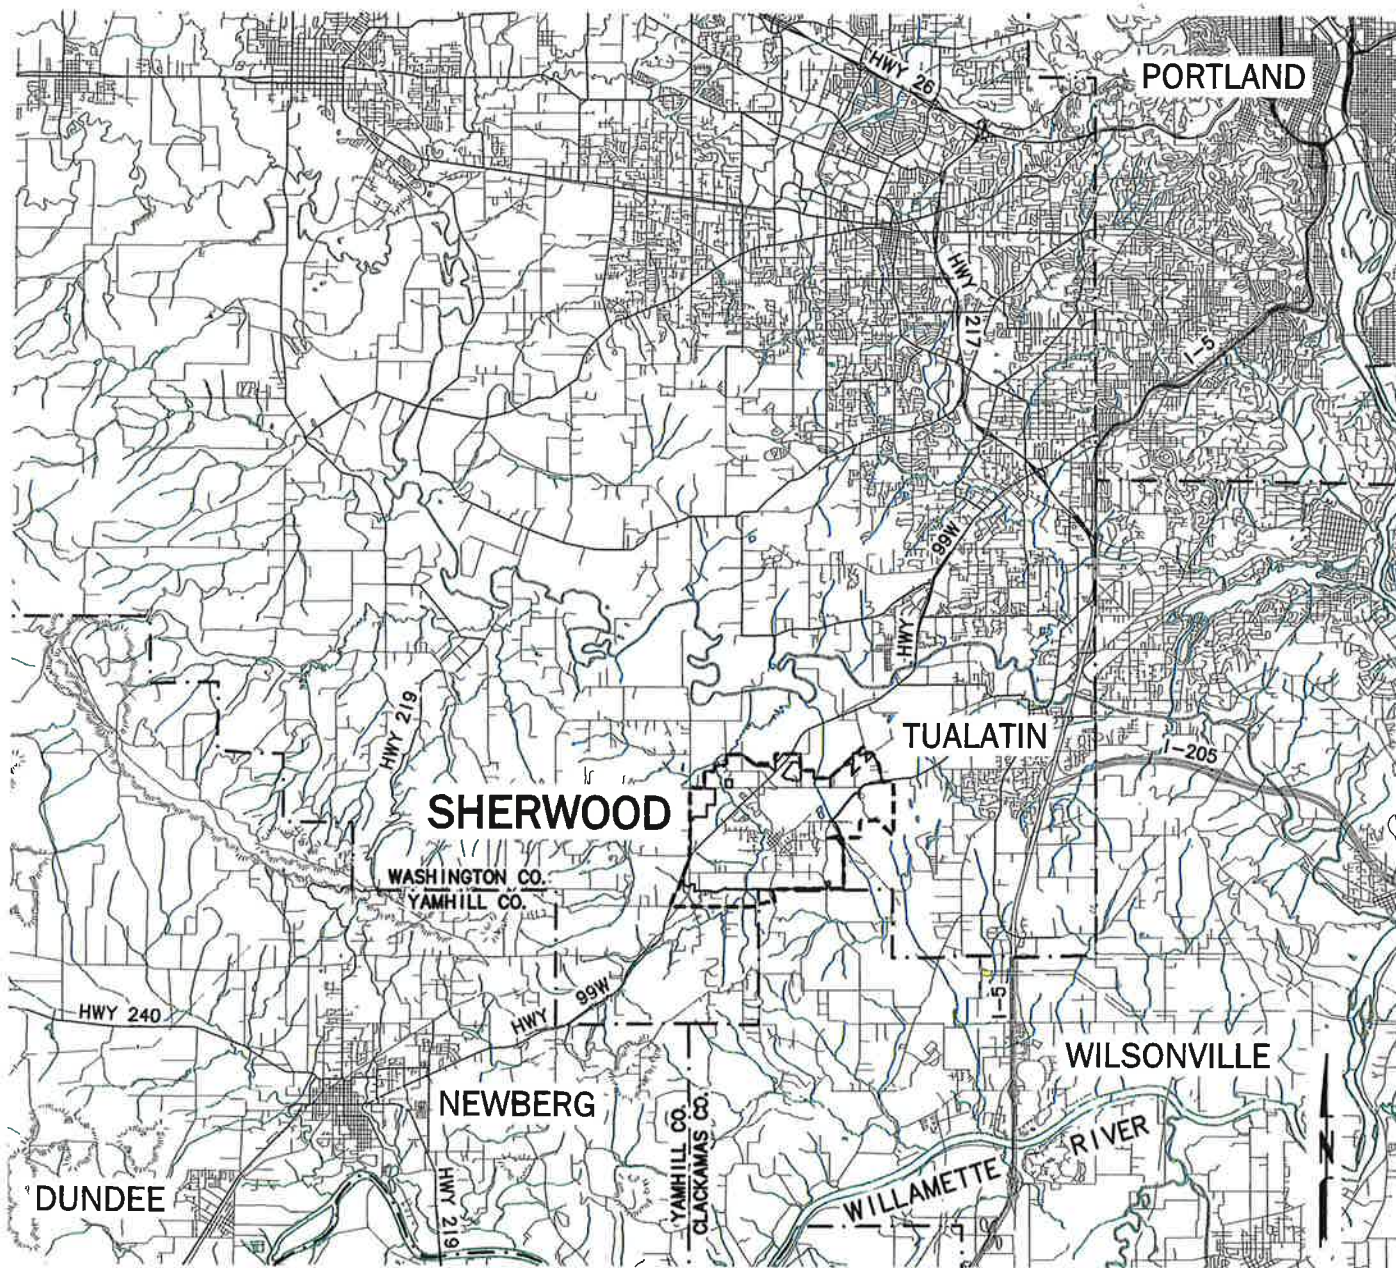 HWY 26
PORTLAND
HWY 217
I-5
HWY 99W
HWY 219
TUALATIN
I-205
SHERWOOD
WASHINGTON CO.
YAMHILL CO.
HWY 240
HWY 99W
I-5
WILSONVILLE
NEWBERG
YAMHILL CO.
CLACKAMAS CO.
WILLAMETTE RIVER
DUNDEE
HWY 219
N